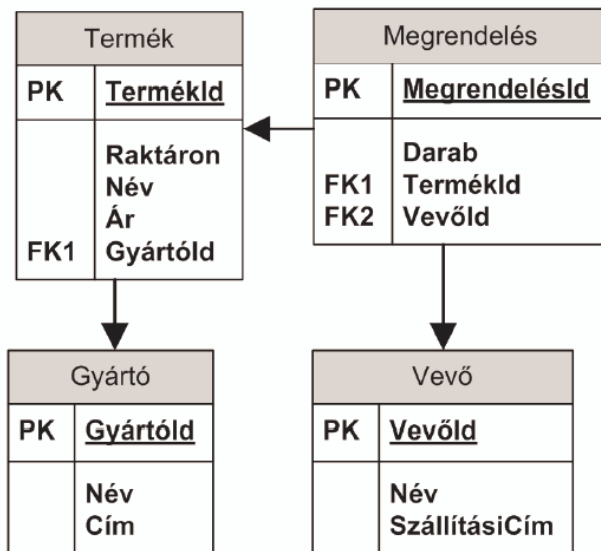 Termék
PK TermékId
Raktáron
Név
Ár
FK1 GyártóId
Megrendelés
PK MegrendelésId
Darab
FK1 TermékId
FK2 VevőId
Gyártó
PK GyártóId
Név
Cím
Vevő
PK VevőId
Név
SzállításiCím